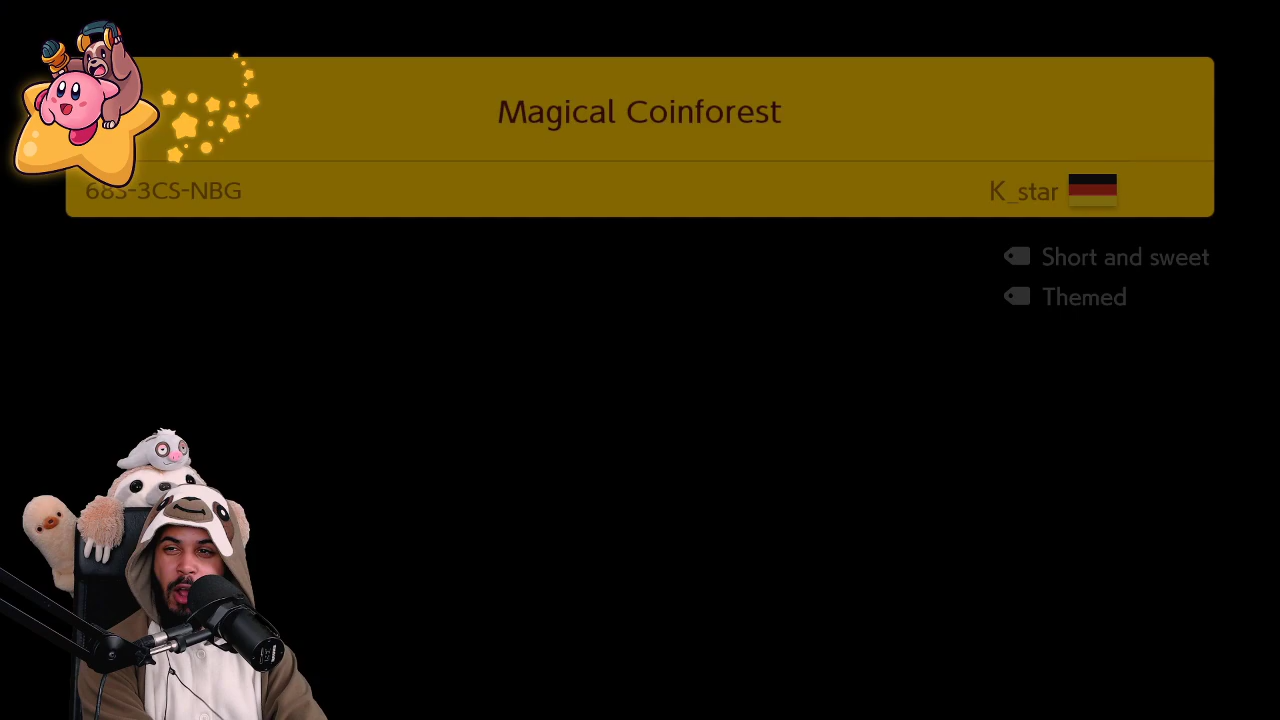 Magical Coinforest
68S-3CS-NBG
K_star
Short and sweet
Themed